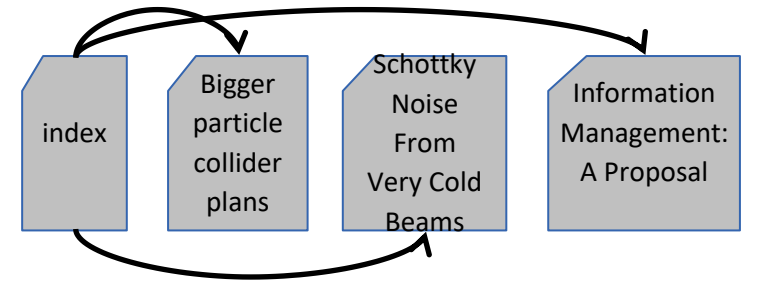 index
Bigger
particle
collider
plans
Schottky
Noise
From
Very Cold
Beams
Information
Management:
A Proposal